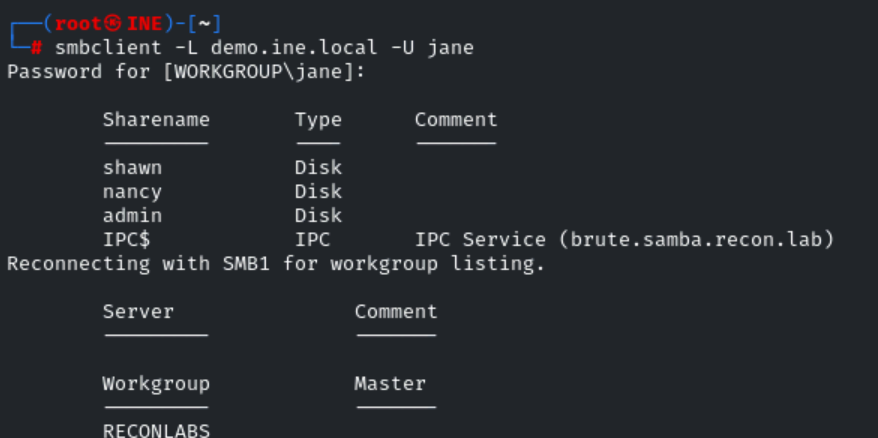 (root㉿INE)-[~]
# smbclient -L demo.ine.local -U jane
Password for [WORKGROUP\jane]:
Sharename Type Comment
shawn Disk
nancy Disk
admin Disk
IPC$ IPC IPC Service (brute.samba.recon.lab)
Reconnecting with SMB1 for workgroup listing.
Server Comment
Workgroup Master
RECONLABS